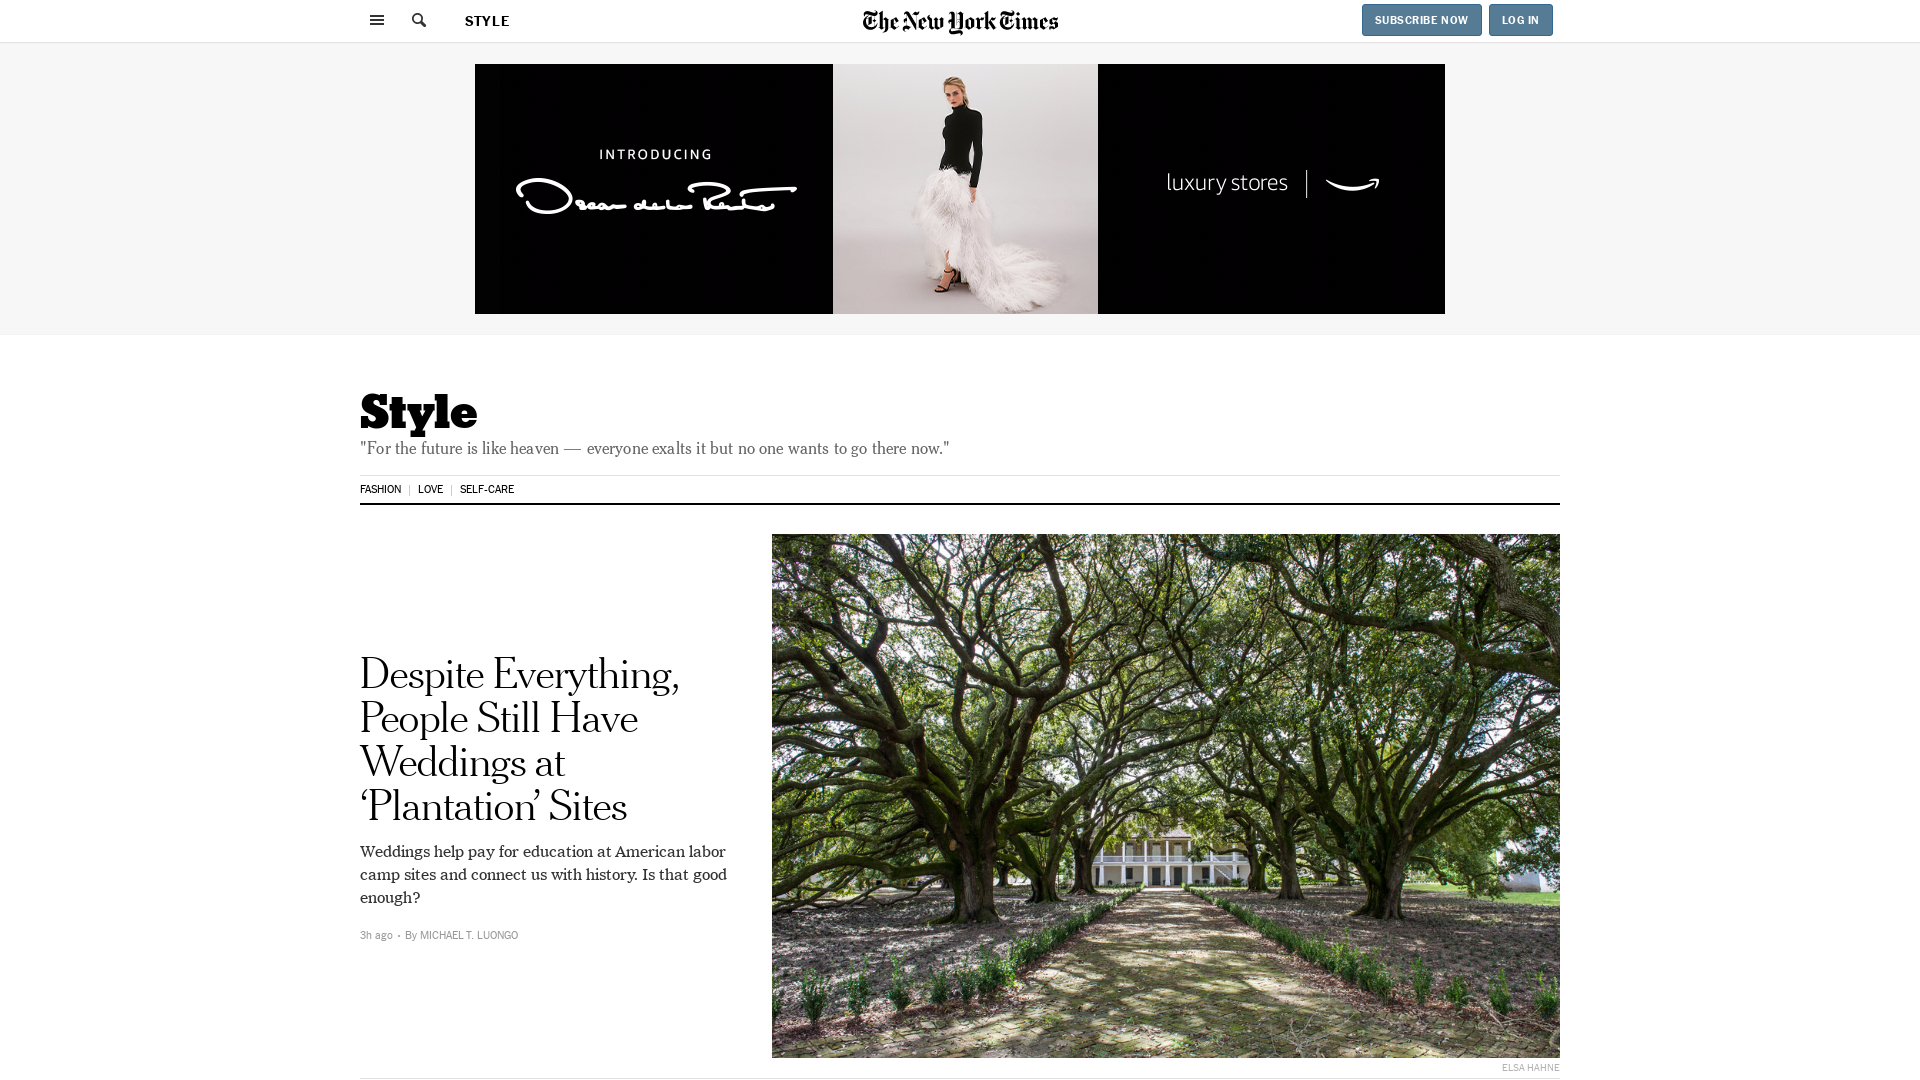 STYLE
The New York Times
SUBSCRIBE NOW
LOG IN
INTRODUCING
Oscar de la Renta
luxury stores
Style
"For the future is like heaven — everyone exalts it but no one wants to go there now."
FASHION
LOVE
SELF-CARE
Despite Everything,
People Still Have
Weddings at
‘Plantation’ Sites
Weddings help pay for education at American labor
camp sites and connect us with history. Is that good
enough?
3h ago • By MICHAEL T. LUONGO
ELSA HAHNE